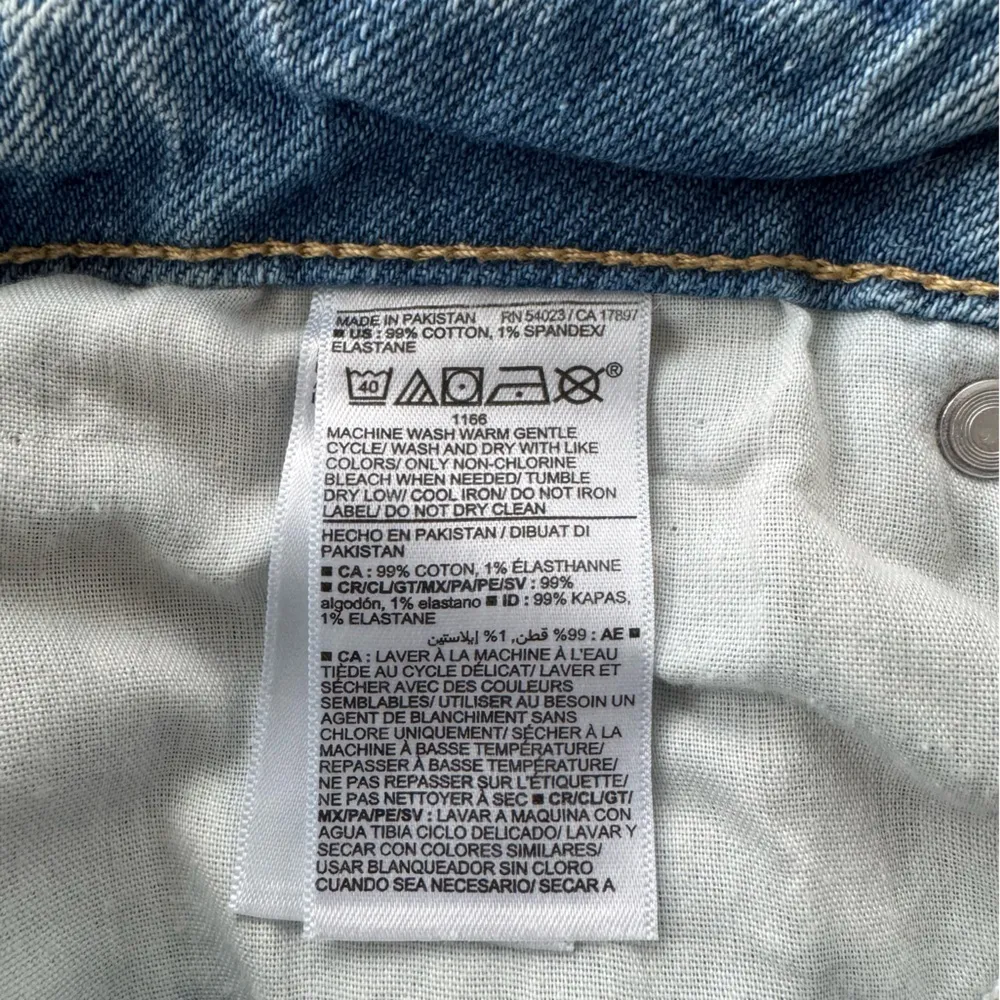 MADE IN PAKISTAN RN 54023 / CA 17897
■ US : 99% COTTON, 1% SPANDEX/
ELASTANE
40
®
1166
MACHINE WASH WARM GENTLE
CYCLE/ WASH AND DRY WITH LIKE
COLORS/ ONLY NON-CHLORINE
BLEACH WHEN NEEDED/ TUMBLE
DRY LOW/ COOL IRON/ DO NOT IRON
LABEL/ DO NOT DRY CLEAN
HECHO EN PAKISTAN / DIBUAT DI
PAKISTAN
■ CA : 99% COTON, 1% ÉLASTHANNE
■ CR/CL/GT/MX/PA/PE/SV : 99%
algodón, 1% elastano ■ ID : 99% KAPAS,
1% ELASTANE
■ AE : 99% قطن, 1% إيلاستين
■ CA : LAVER À LA MACHINE À L'EAU
TIÈDE AU CYCLE DÉLICAT/ LAVER ET
SÉCHER AVEC DES COULEURS
SEMBLABLES/ UTILISER AU BESOIN UN
AGENT DE BLANCHIMENT SANS
CHLORE UNIQUEMENT/ SÉCHER À LA
MACHINE À BASSE TEMPÉRATURE/
REPASSER À BASSE TEMPÉRATURE/
NE PAS REPASSER SUR L'ÉTIQUETTE/
NE PAS NETTOYER À SEC ■ CR/CL/GT/
MX/PA/PE/SV : LAVAR A MAQUINA CON
AGUA TIBIA CICLO DELICADO/ LAVAR Y
SECAR CON COLORES SIMILARES/
USAR BLANQUEADOR SIN CLORO
CUANDO SEA NECESARIO/ SECAR A